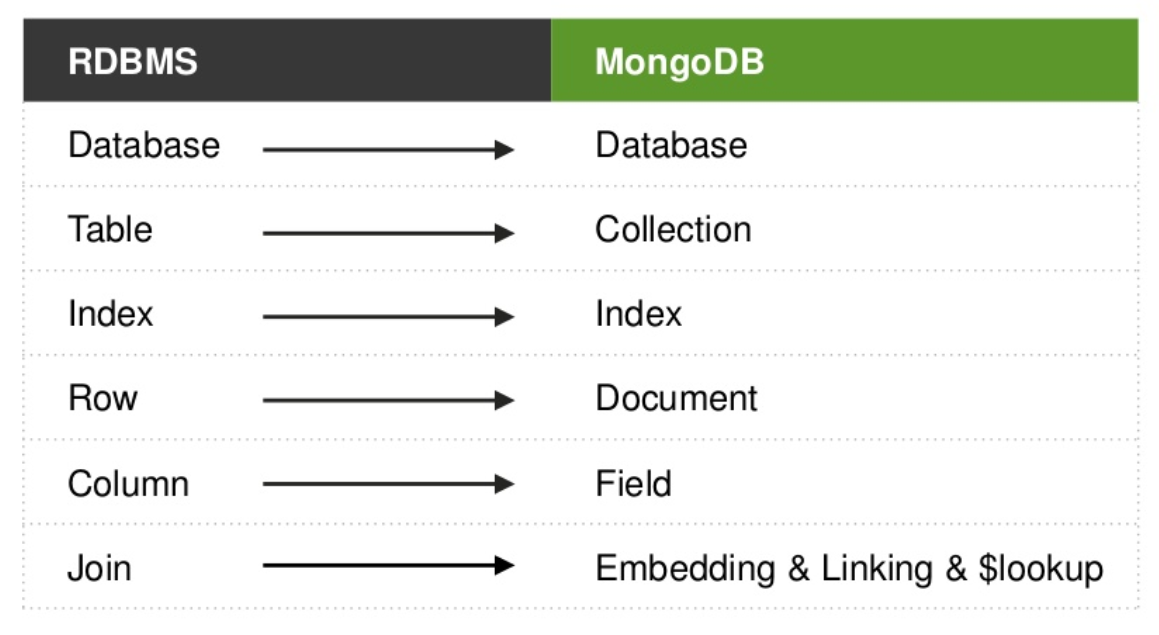 RDBMS MongoDB
Database Database
Table Collection
Index Index
Row Document
Column Field
Join Embedding & Linking & $lookup